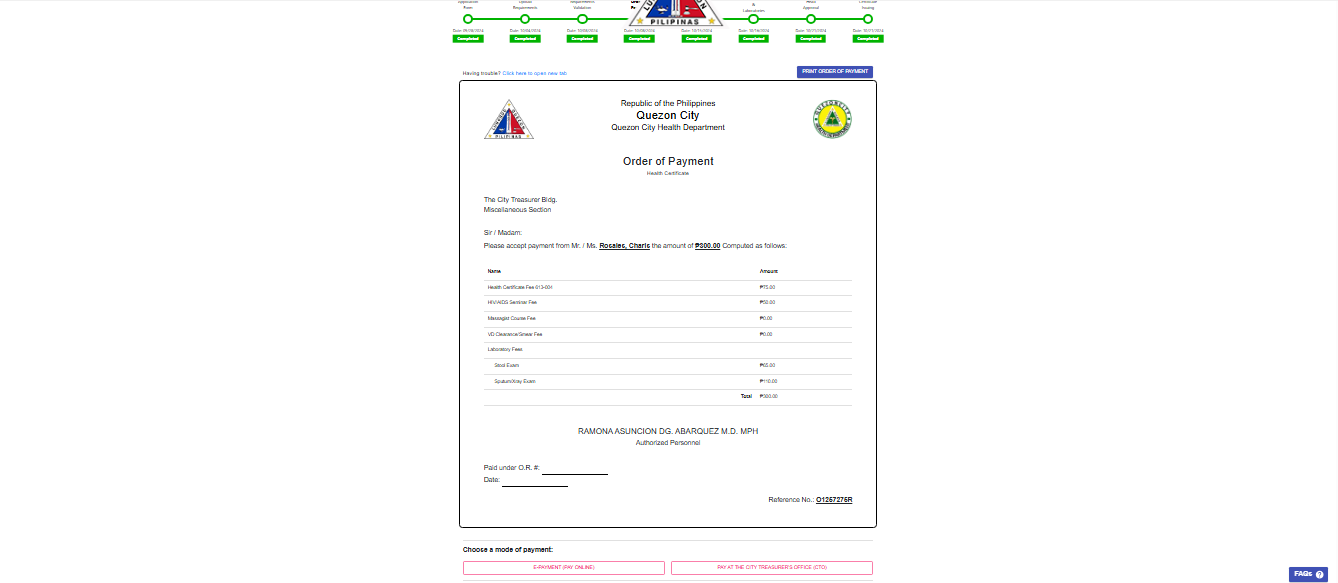 Application
Form
Upload
Requirements
Requirements
Validation
&
Laboratories
Head
Approval
Certificate
Issuing
PILIPINAS
Date: 09/28/2024
Date: 10/04/2024
Date: 10/08/2024
Date: 10/08/2024
Date: 10/15/2024
Date: 10/16/2024
Date: 10/21/2024
Date: 10/21/2024
Completed
Completed
Completed
Completed
Completed
Completed
Completed
Completed
Having trouble? Click here to open new tab
PRINT ORDER OF PAYMENT
Republic of the Philippines
Quezon City
Quezon City Health Department
PILIPINAS
Order of Payment
Health Certificate
The City Treasurer Bldg.
Miscellaneous Section
Sir / Madam:
Please accept payment from Mr. / Ms. Rosales, Charis the amount of ₱300.00 Computed as follows:
Name Amount
Health Certificate Fee 613-004 ₱75.00
HIV/AIDS Seminar Fee ₱50.00
Massagist Course Fee ₱0.00
VD Clearance/Smear Fee ₱0.00
Laboratory Fees
Stool Exam ₱65.00
Sputum/Xray Exam ₱110.00
Total ₱300.00
RAMONA ASUNCION DG. ABARQUEZ M.D. MPH
Authorized Personnel
Paid under O.R. #:
Date:
Reference No.: O1257275R
Choose a mode of payment:
E-PAYMENT (PAY ONLINE)
PAY AT THE CITY TREASURER'S OFFICE (CTO)
FAQs ?